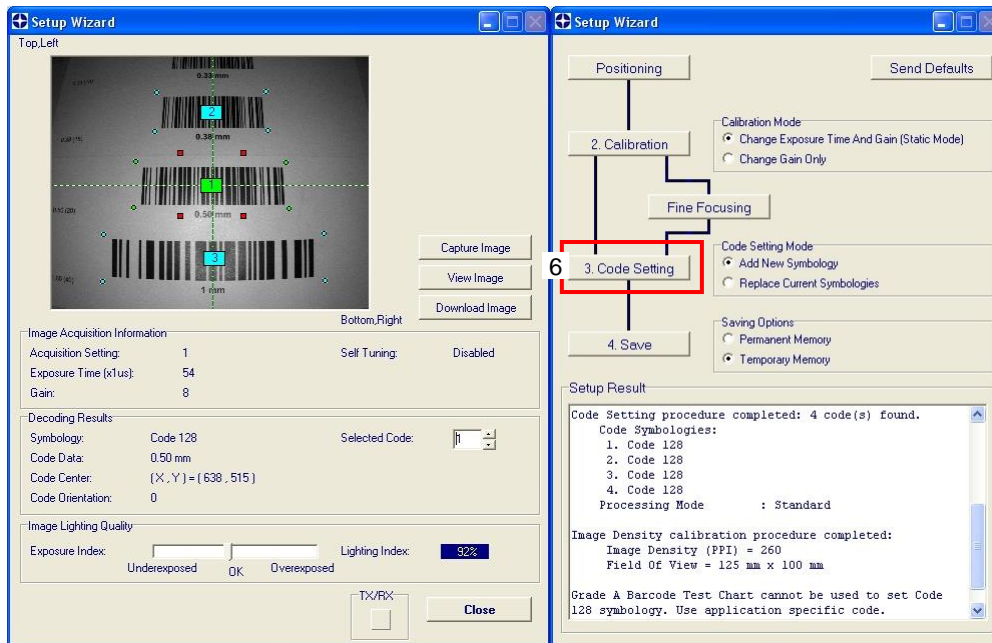 Setup Wizard
Top,Left
0.33 mm
2
0.38 mm
1
0.50 (20)
0.50 mm
3
1.00 (40)
1 mm
Bottom,Right
Capture Image
View Image
Download Image
Image Acquisition Information
Acquisition Setting: 1 Self Tuning: Disabled
Exposure Time (x1us): 54
Gain: 8
Decoding Results
Symbology: Code 128 Selected Code: 1
Code Data: 0.50 mm
Code Center: ( X , Y ) = ( 638 , 515 )
Code Orientation: 0
Image Lighting Quality
Exposure Index: Lighting Index: 92%
Underexposed OK Overexposed
TX/RX
Close
Setup Wizard
Positioning Send Defaults
Calibration Mode
2. Calibration
Change Exposure Time And Gain (Static Mode)
Change Gain Only
Fine Focusing
Code Setting Mode
6 3. Code Setting
Add New Symbology
Replace Current Symbologies
Saving Options
4. Save
Permanent Memory
Temporary Memory
Setup Result
Code Setting procedure completed: 4 code(s) found.
Code Symbologies:
1. Code 128
2. Code 128
3. Code 128
4. Code 128
Processing Mode : Standard
Image Density calibration procedure completed:
Image Density (PPI) = 260
Field Of View = 125 mm x 100 mm
Grade A Barcode Test Chart cannot be used to set Code
128 symbology. Use application specific code.